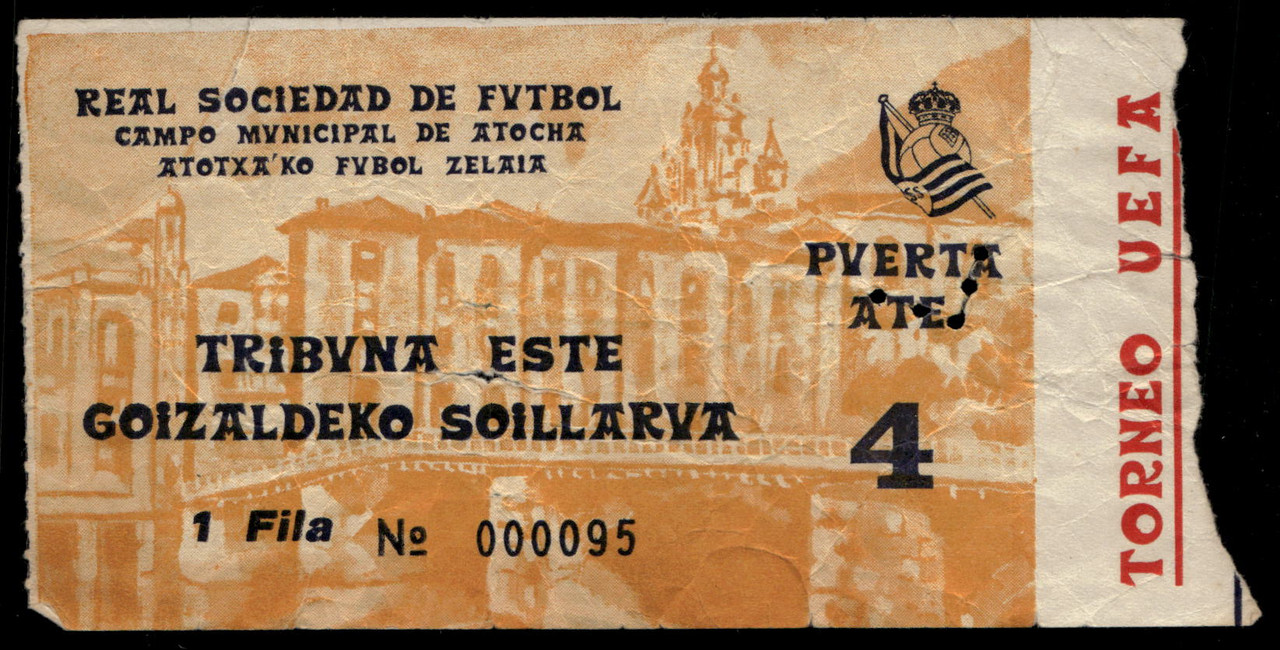 REAL SOCIEDAD DE FVTBOL
CAMPO MVNICIPAL DE ATOCHA
ATOTXA'KO FVBOL ZELAIA
PVERTA
ATEA
TRIBVNA ESTE
GOIZALDEKO SOILLARVA
4
1 Fila Nº 000095
TORNEO UEFA